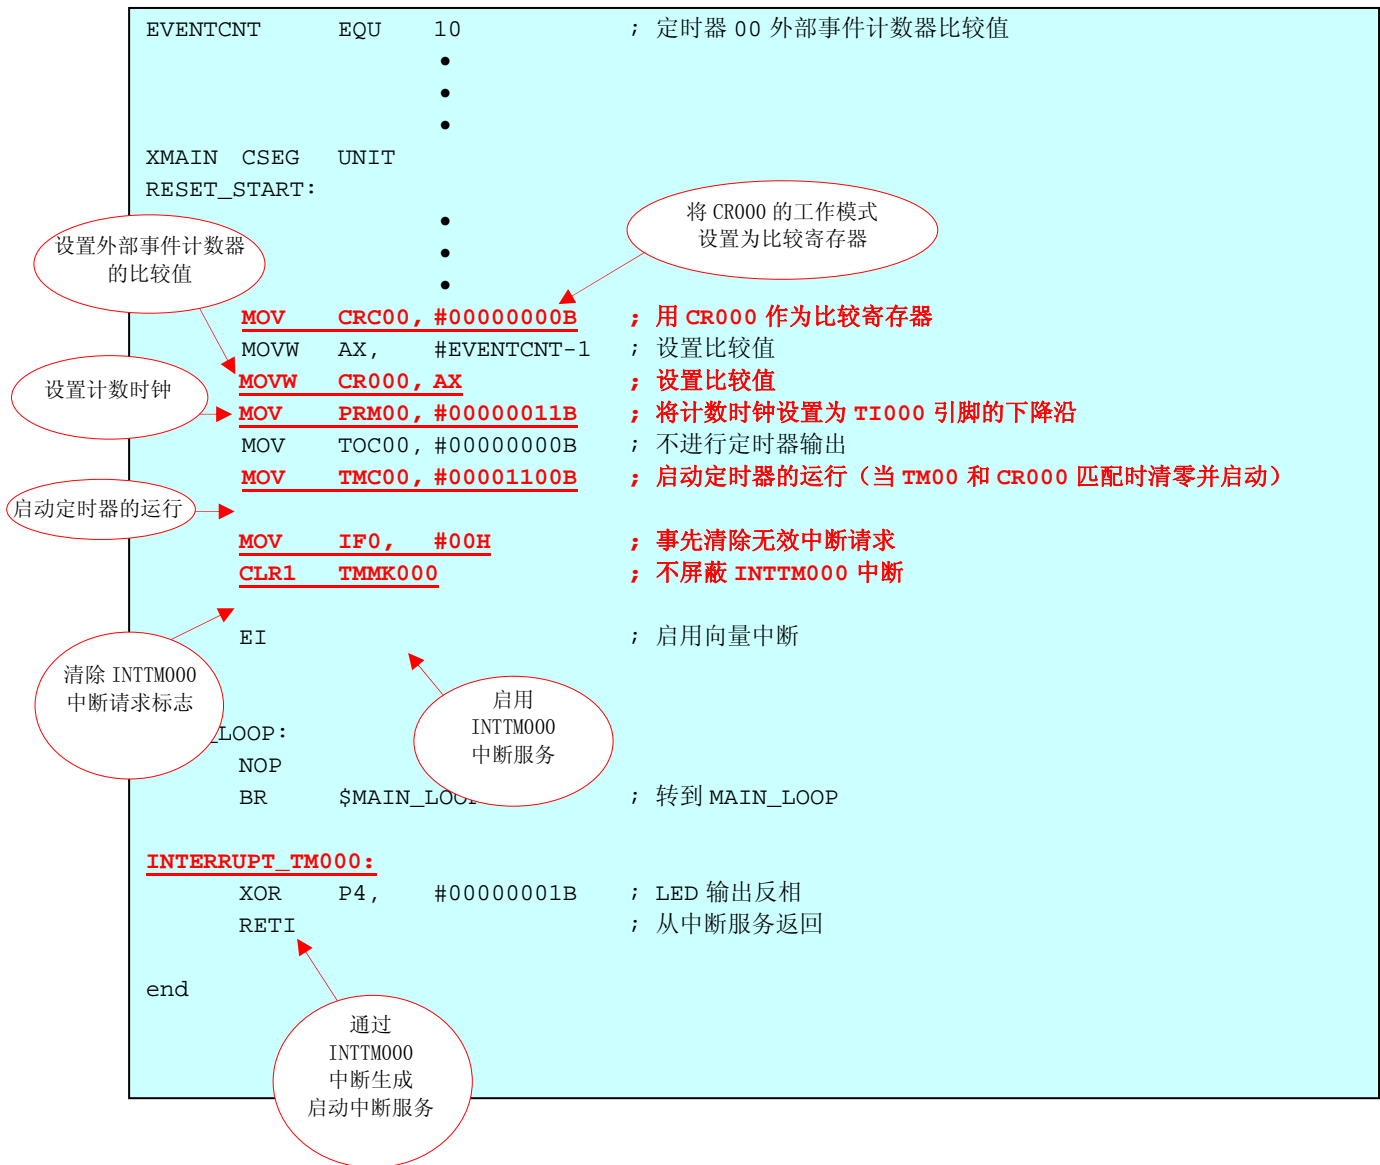 EVENTCNT EQU 10 ; 定时器 00 外部事件计数器比较值
•
•
•
XMAIN CSEG UNIT
RESET_START:
将 CR000 的工作模式
设置为比较寄存器
•
•
•
设置外部事件计数器
的比较值
MOV CRC00, #00000000B ; 用 CR000 作为比较寄存器
MOVW AX, #EVENTCNT-1 ; 设置比较值
设置计数时钟
MOVW CR000, AX ; 设置比较值
MOV PRM00, #00000011B ; 将计数时钟设置为 TI000 引脚的下降沿
MOV TOC00, #00000000B ; 不进行定时器输出
MOV TMC00, #00001100B ; 启动定时器的运行（当 TM00 和 CR000 匹配时清零并启动）
启动定时器的运行
MOV IF0, #00H ; 事先清除无效中断请求
CLR1 TMMK000 ; 不屏蔽 INTTM000 中断
EI ; 启用向量中断
清除 INTTM000
中断请求标志
启用
INTTM000
中断服务
_LOOP:
NOP
BR $MAIN_LOOP ; 转到 MAIN_LOOP
INTERRUPT_TM000:
XOR P4, #00000001B ; LED 输出反相
RETI ; 从中断服务返回
end
通过
INTTM000
中断生成
启动中断服务